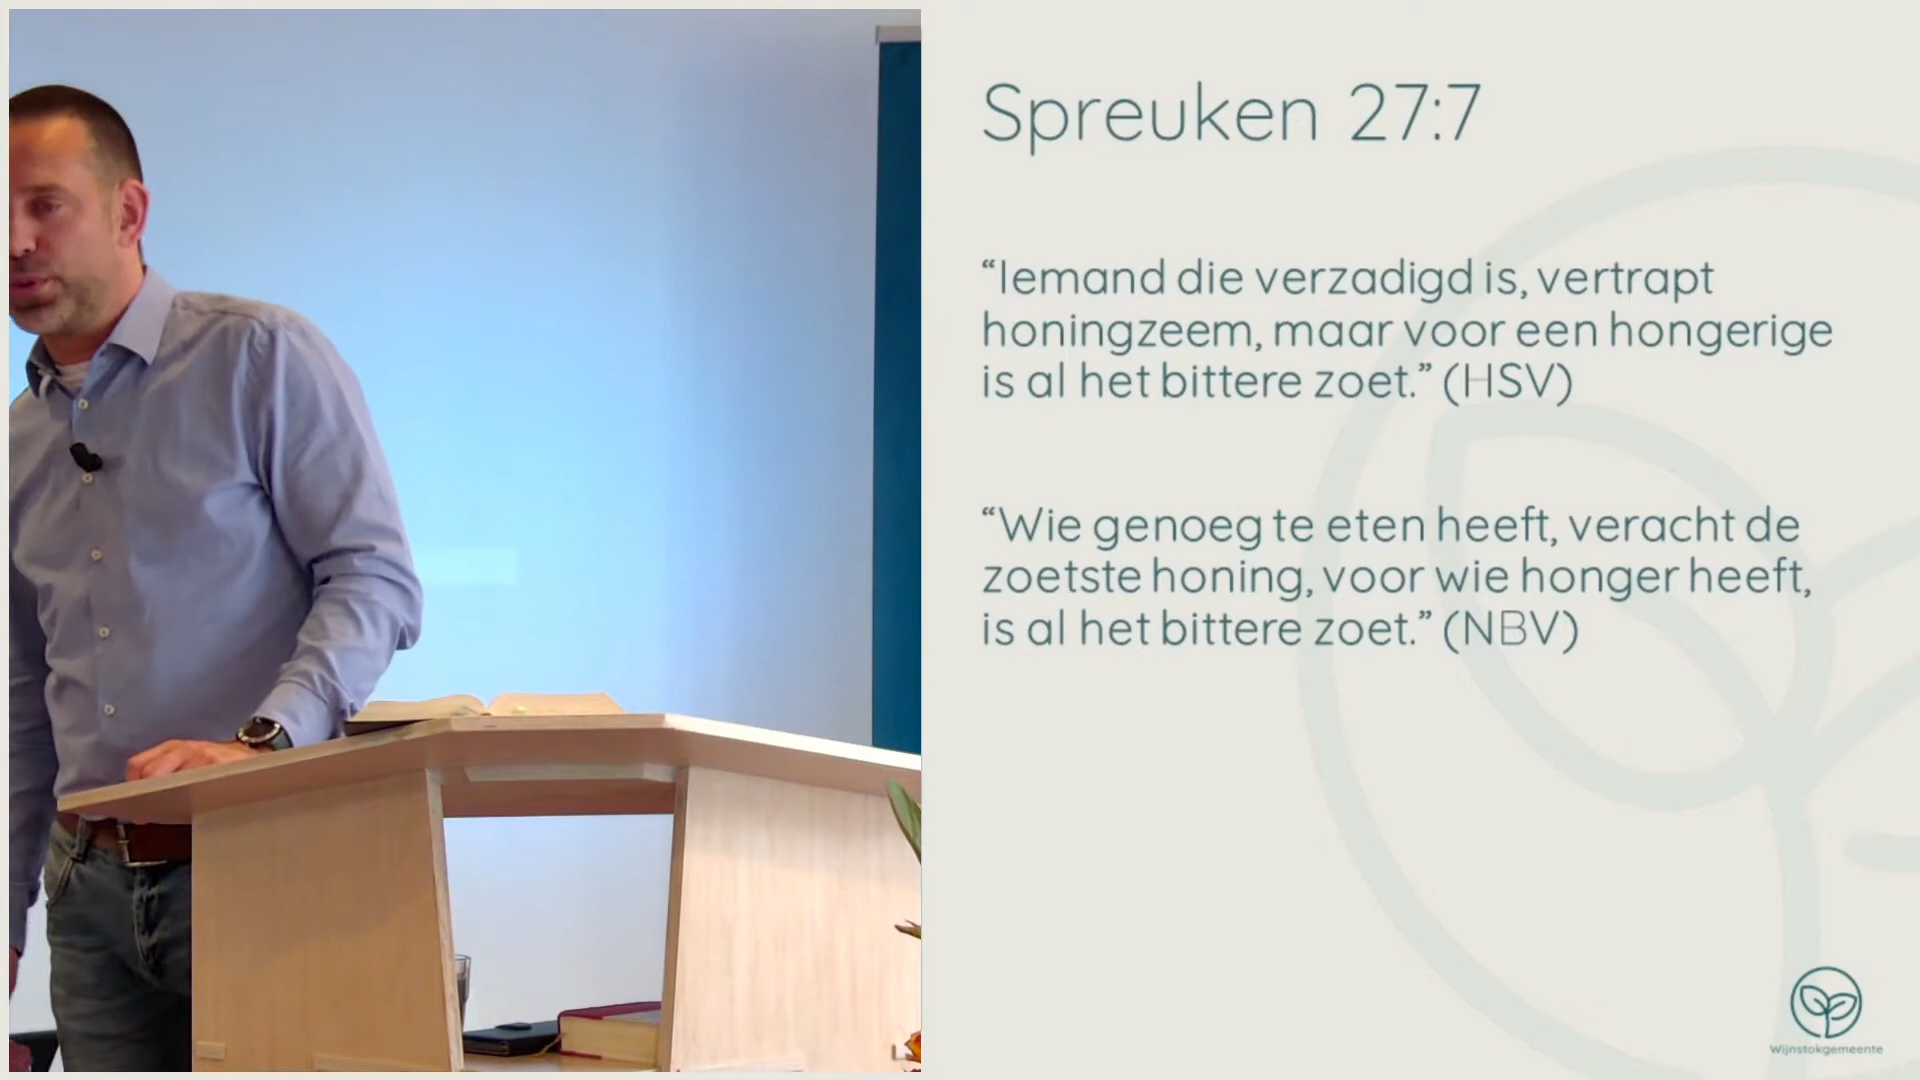 Spreuken 27:7
“Iemand die verzadigd is, vertrapt
honingzeem, maar voor een hongerige
is al het bittere zoet.” (HSV)
“Wie genoeg te eten heeft, veracht de
zoetste honing, voor wie honger heeft,
is al het bittere zoet.” (NBV)
Wijnstokgemeente